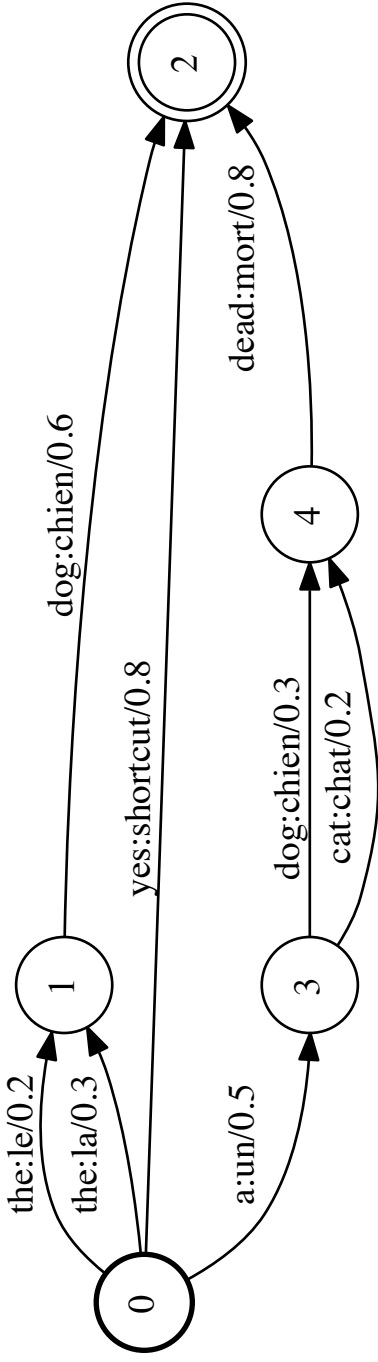 0
the:le/0.2
the:la/0.3
1
dog:chien/0.6
yes:shortcut/0.8
2
a:un/0.5
3
dog:chien/0.3
cat:chat/0.2
4
dead:mort/0.8